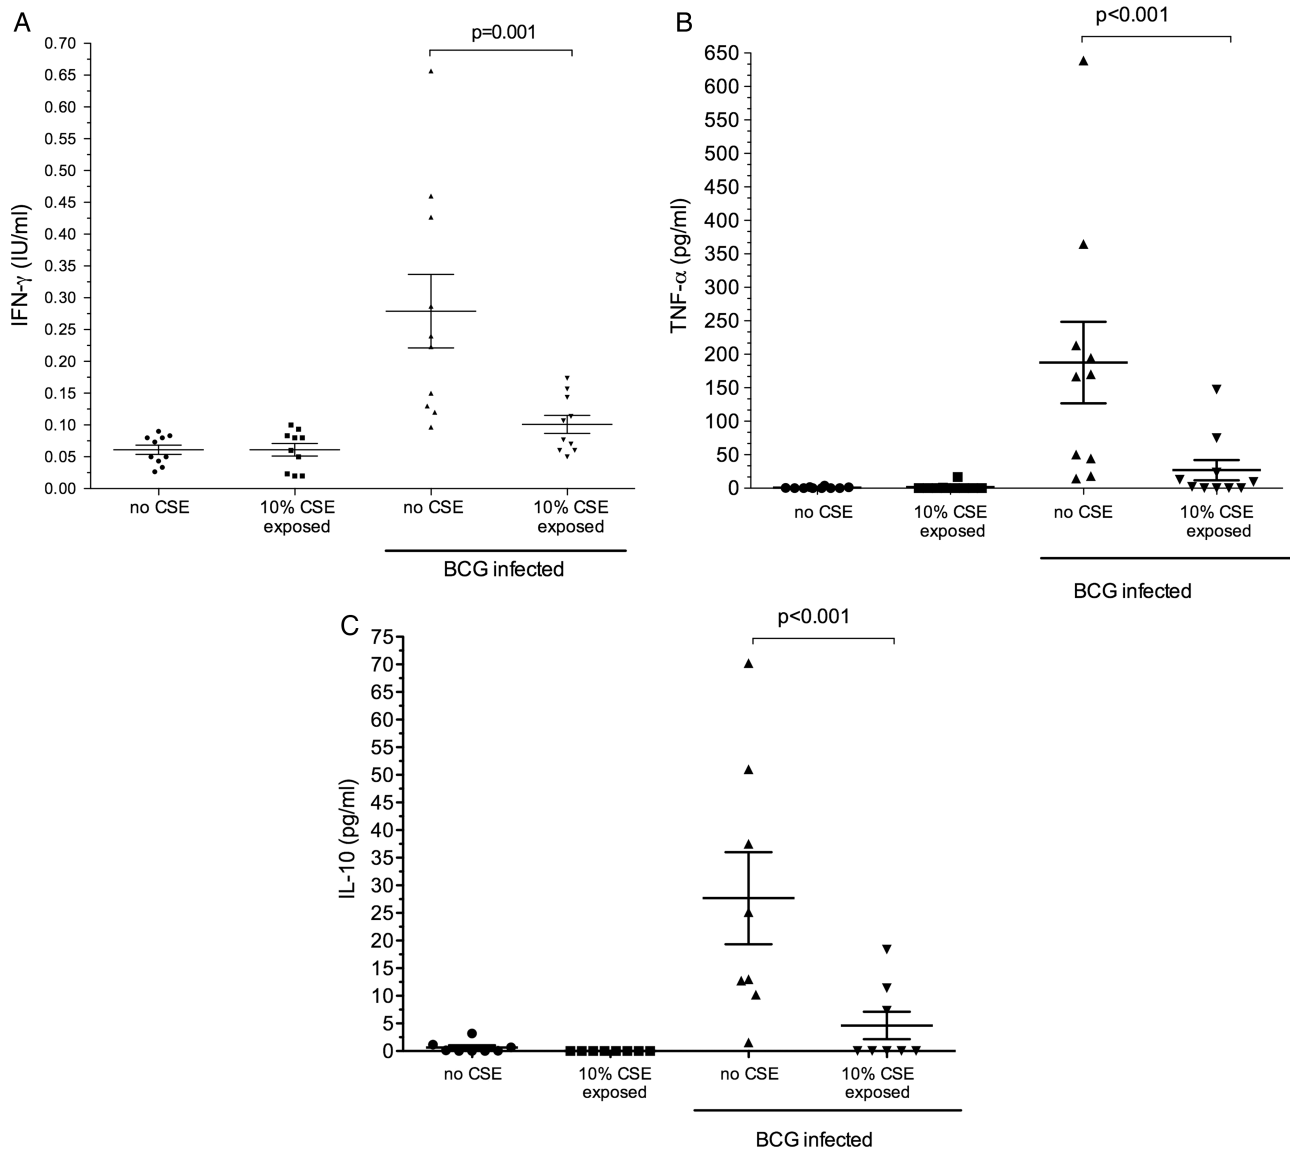 A
p=0.001
0.70
0.65
0.60
0.55
0.50
0.45
0.40
0.35
0.30
0.25
0.20
0.15
0.10
0.05
0.00
IFN-γ (IU/ml)
no CSE
10% CSE
exposed
no CSE
10% CSE
exposed
BCG infected
B
p<0.001
650
600
550
500
450
400
350
300
250
200
150
100
50
0
TNF-α (pg/ml)
no CSE
10% CSE
exposed
no CSE
10% CSE
exposed
BCG infected
C
p<0.001
75
70
65
60
55
50
45
40
35
30
25
20
15
10
5
0
IL-10 (pg/ml)
no CSE
10% CSE
exposed
no CSE
10% CSE
exposed
BCG infected